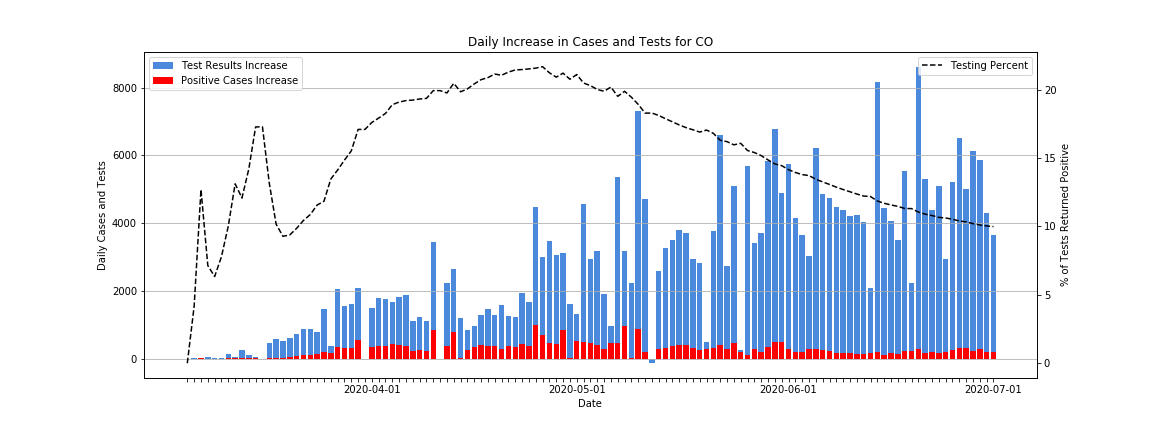 Daily Increase in Cases and Tests for CO
Test Results Increase
Positive Cases Increase
Testing Percent
8000
6000
4000
2000
0
Daily Cases and Tests
20
15
10
5
0
% of Tests Returned Positive
2020-04-01
2020-05-01
2020-06-01
2020-07-01
Date